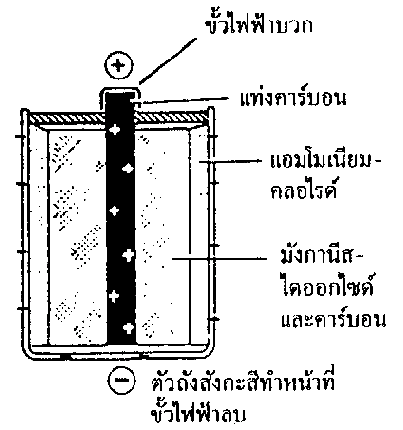 ขั้วไฟฟ้าบวก
+
แท่งคาร์บอน
แอมโมเนียม-
คลอไรด์
มังกานีส-
ไดออกไซด์
และคาร์บอน
− ตัวถังสังกะสีทำหน้าที่
ขั้วไฟฟ้าลบ